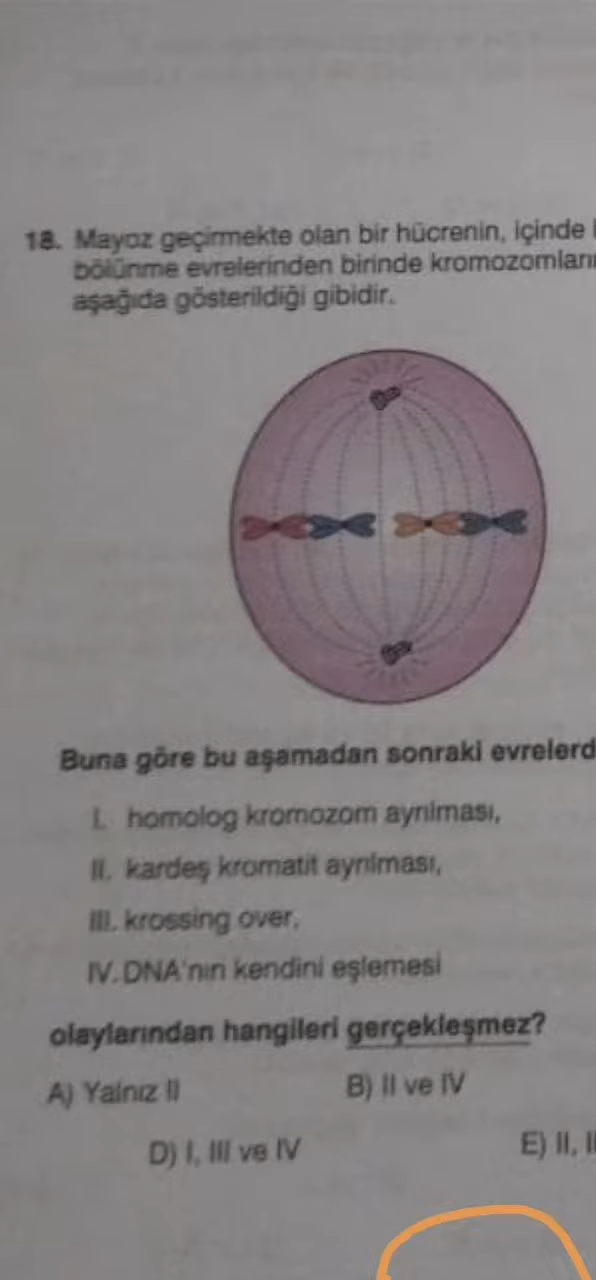 18. Mayoz geçirmekte olan bir hücrenin, içinde
bölünme evrelerinden birinde
aşağıda gösterildiği gibidir.
Buna göre bu aşamadan sonraki
I. homolog kromozom ayrılması,
II. kardeş kromatit ayrılması,
III. krossing over,
IV. DNA'nın kendini eşlemesi
olaylarından hangileri gerçekleşmez?
A) Yalnız II B) II ve IV
D) I, III ve IV E) II,